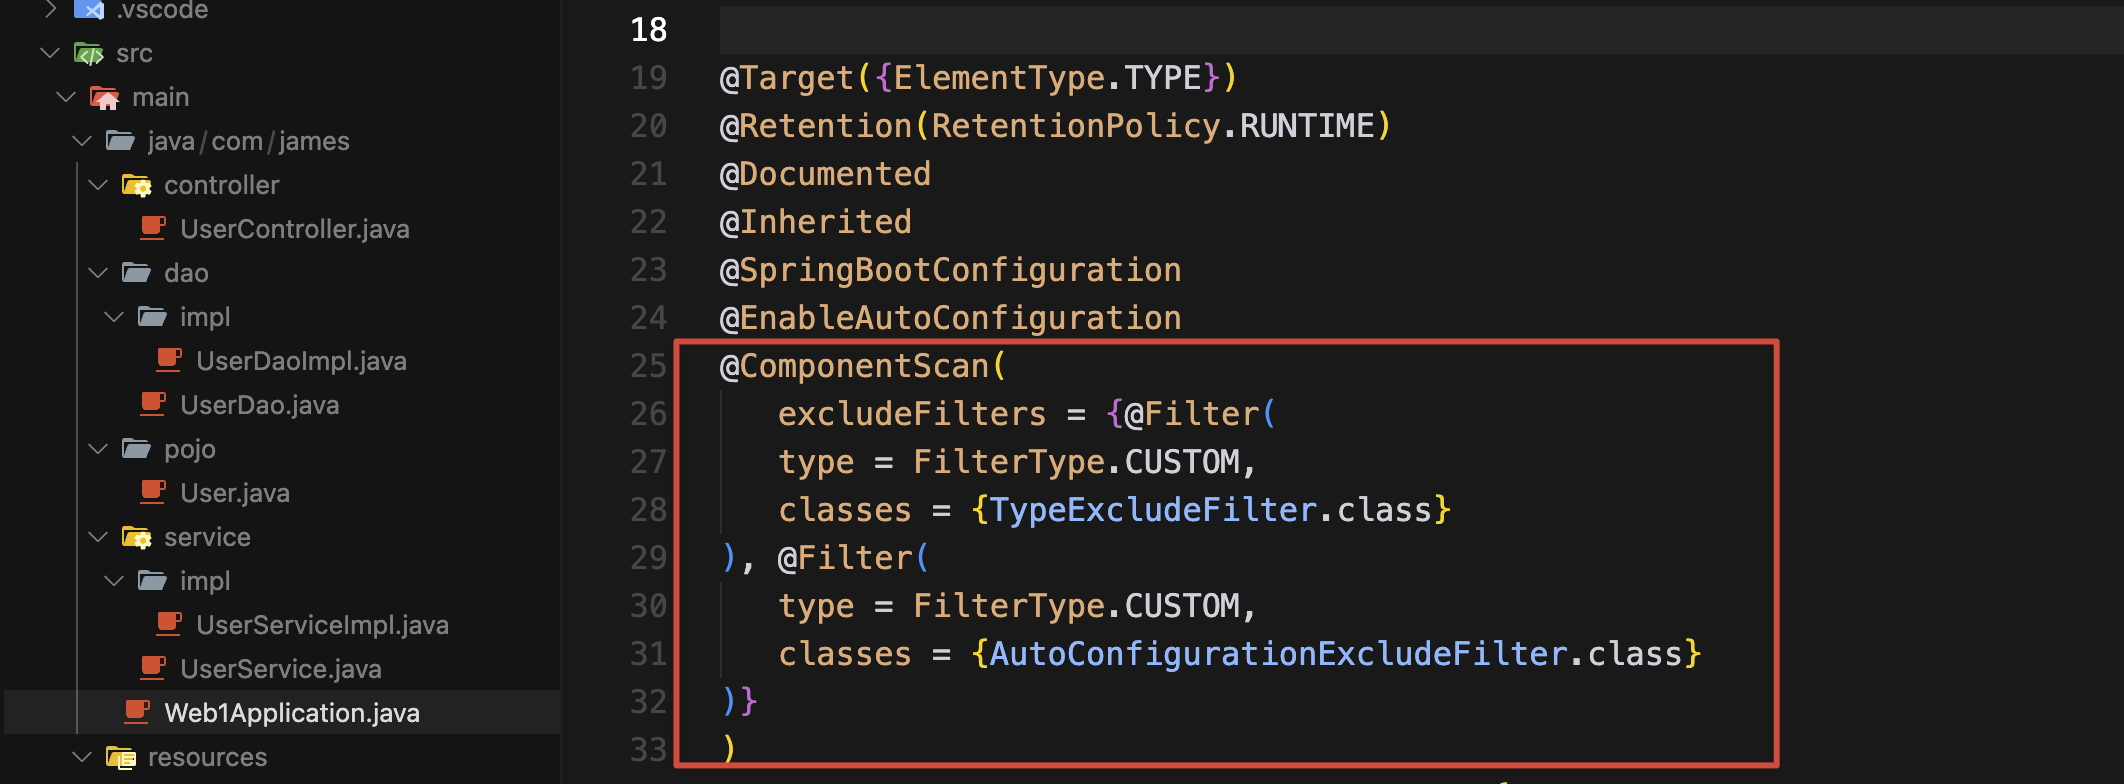 .vscode
src
main
java/com/james
controller
UserController.java
dao
impl
UserDaoImpl.java
UserDao.java
pojo
User.java
service
impl
UserServiceImpl.java
UserService.java
Web1Application.java
resources
18
19 @Target({ElementType.TYPE})
20 @Retention(RetentionPolicy.RUNTIME)
21 @Documented
22 @Inherited
23 @SpringBootConfiguration
24 @EnableAutoConfiguration
25 @ComponentScan(
26 excludeFilters = {@Filter(
27 type = FilterType.CUSTOM,
28 classes = {TypeExcludeFilter.class}
29 ), @Filter(
30 type = FilterType.CUSTOM,
31 classes = {AutoConfigurationExcludeFilter.class}
32 )}
33 )